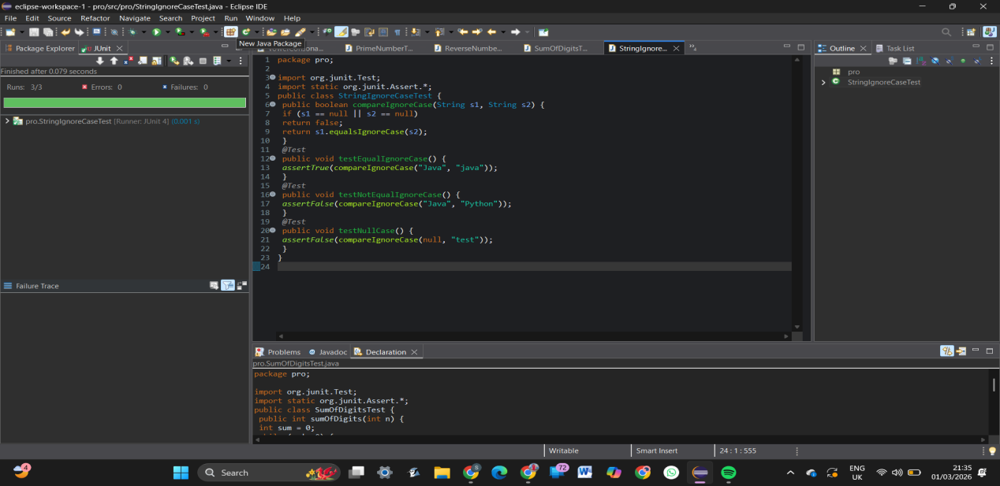 eclipse-workspace-1 - pro/src/pro/StringIgnoreCaseTest.java - Eclipse IDE
File Edit Source Refactor Navigate Search Project Run Window Help
New Java Package
Package Explorer JUnit
PrimeNumberT... ReverseNumbe... SumOfDigitsT... StringIgnore...
Outline Task List
Finished after 0.079 seconds
Runs: 3/3 Errors: 0 Failures: 0
pro.StringIgnoreCaseTest [Runner: JUnit 4] (0.001 s)
Failure Trace
1 package pro;
2
3 import org.junit.Test;
4 import static org.junit.Assert.*;
5 public class StringIgnoreCaseTest {
6 public boolean compareIgnoreCase(String s1, String s2) {
7 if (s1 == null || s2 == null)
8 return false;
9 return s1.equalsIgnoreCase(s2);
10 }
11 @Test
12 public void testEqualIgnoreCase() {
13 assertTrue(compareIgnoreCase("Java", "java"));
14 }
15 @Test
16 public void testNotEqualIgnoreCase() {
17 assertFalse(compareIgnoreCase("Java", "Python"));
18 }
19 @Test
20 public void testNullCase() {
21 assertFalse(compareIgnoreCase(null, "test"));
22 }
23 }
24
pro
StringIgnoreCaseTest
Problems Javadoc Declaration
pro.SumOfDigitsTest.java
package pro;
import org.junit.Test;
import static org.junit.Assert.*;
public class SumOfDigitsTest {
public int sumOfDigits(int n) {
int sum = 0;
Writable Smart Insert 24 : 1 : 555
4
Search
72
ENG
UK
21:35
01/03/2026